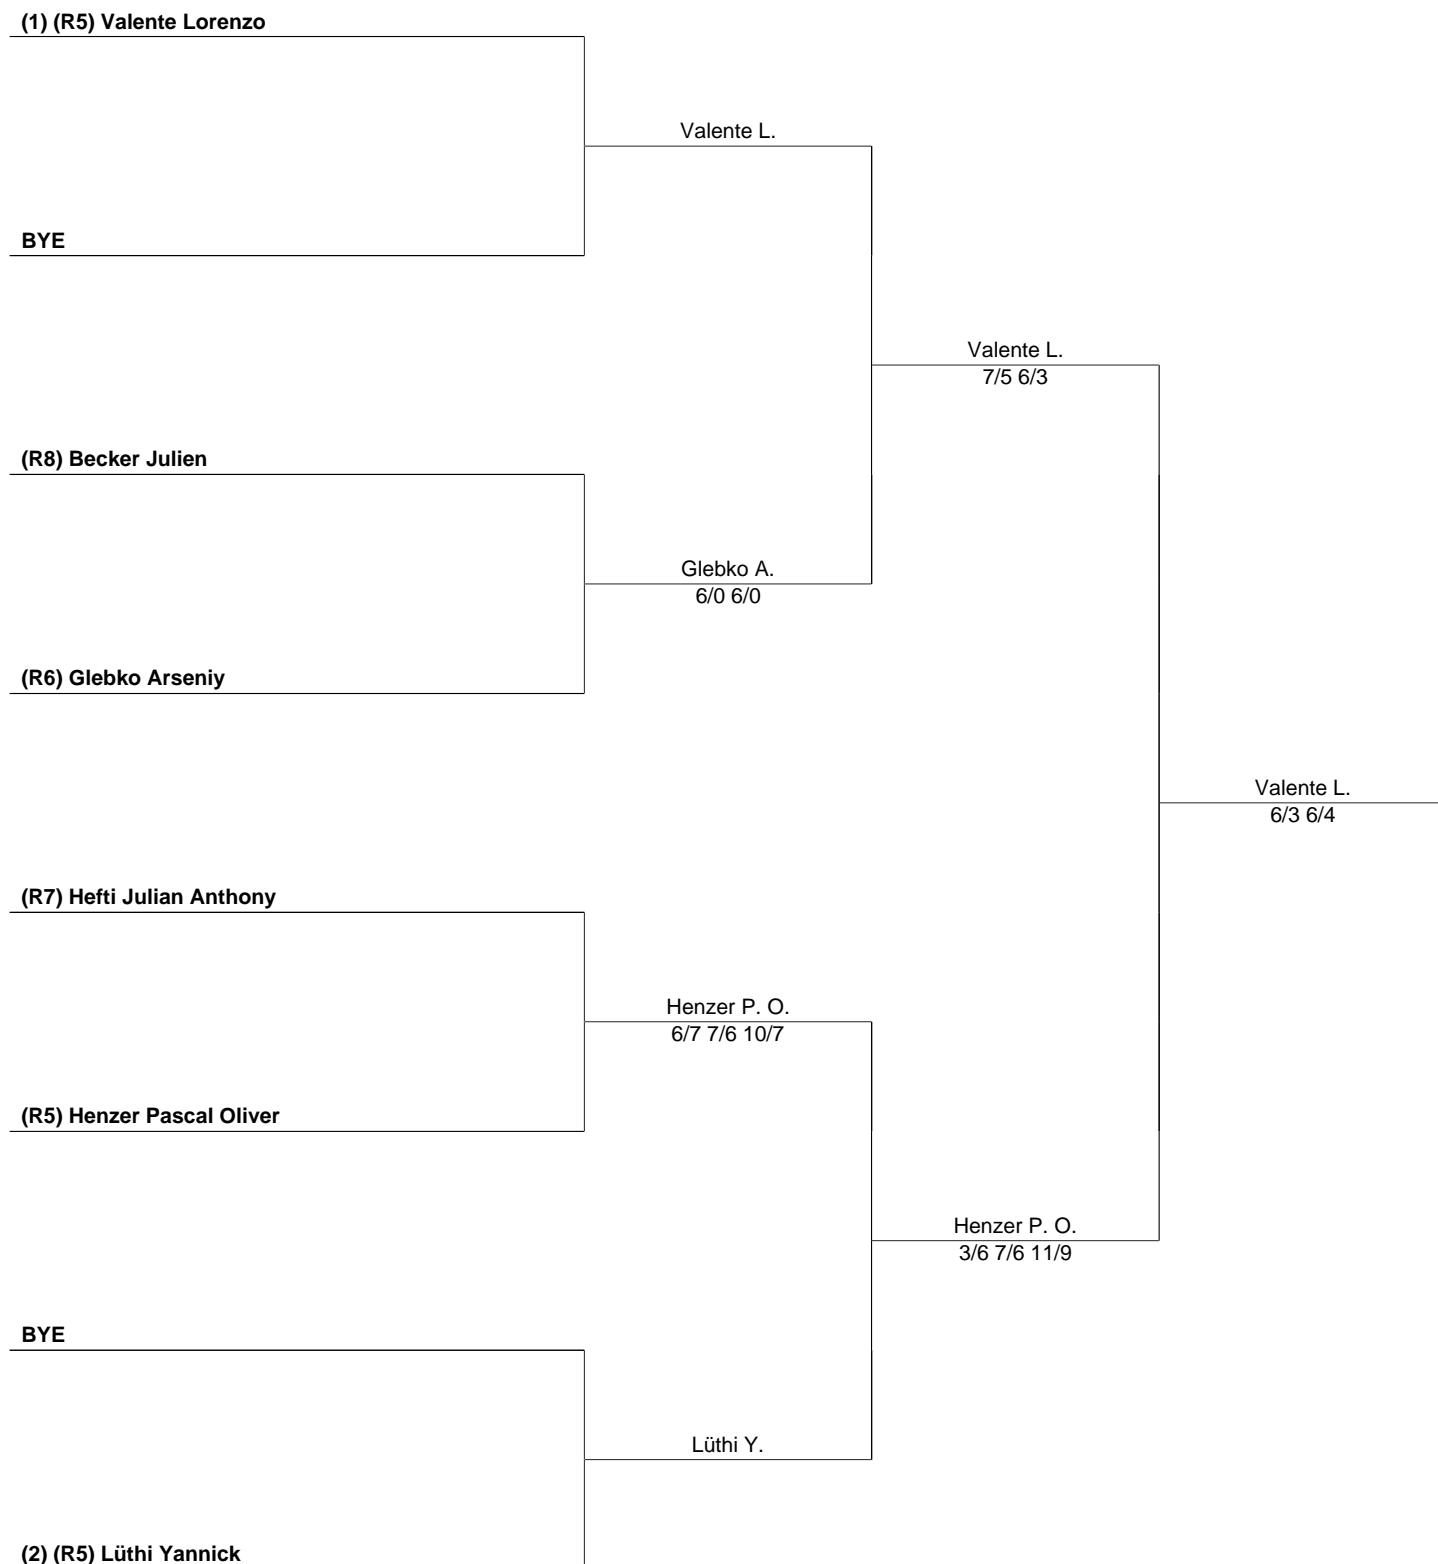 (1) (R5) Valente Lorenzo
Valente L.
BYE
Valente L.
7/5 6/3
(R8) Becker Julien
Glebko A.
6/0 6/0
(R6) Glebko Arseniy
Valente L.
6/3 6/4
(R7) Hefti Julian Anthony
Henzer P. O.
6/7 7/6 10/7
(R5) Henzer Pascal Oliver
Henzer P. O.
3/6 7/6 11/9
BYE
Lüthi Y.
(2) (R5) Lüthi Yannick